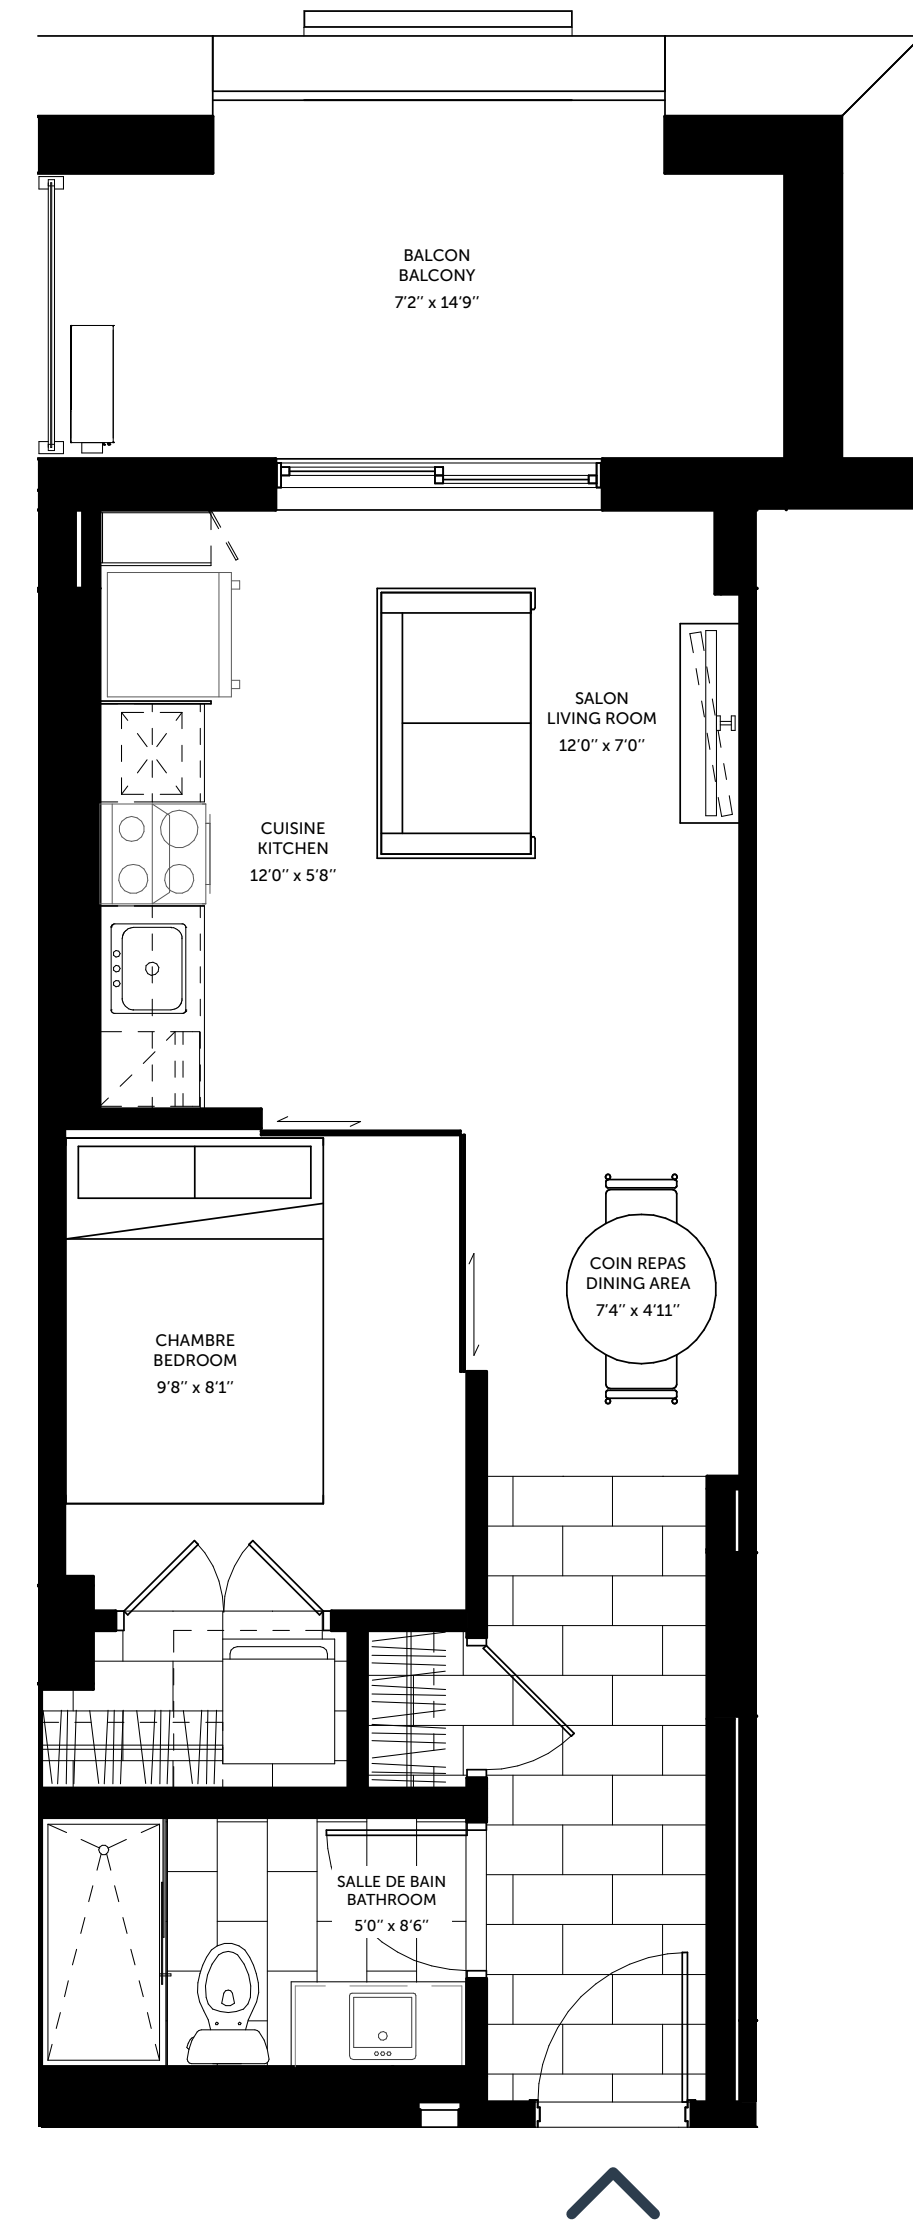 BALCON
BALCONY
7'2'' x 14'9''
SALON
LIVING ROOM
12'0'' x 7'0''
CUISINE
KITCHEN
12'0'' x 5'8''
COIN REPAS
DINING AREA
7'4'' x 4'11''
CHAMBRE
BEDROOM
9'8'' x 8'1''
SALLE DE BAIN
BATHROOM
5'0'' x 8'6''